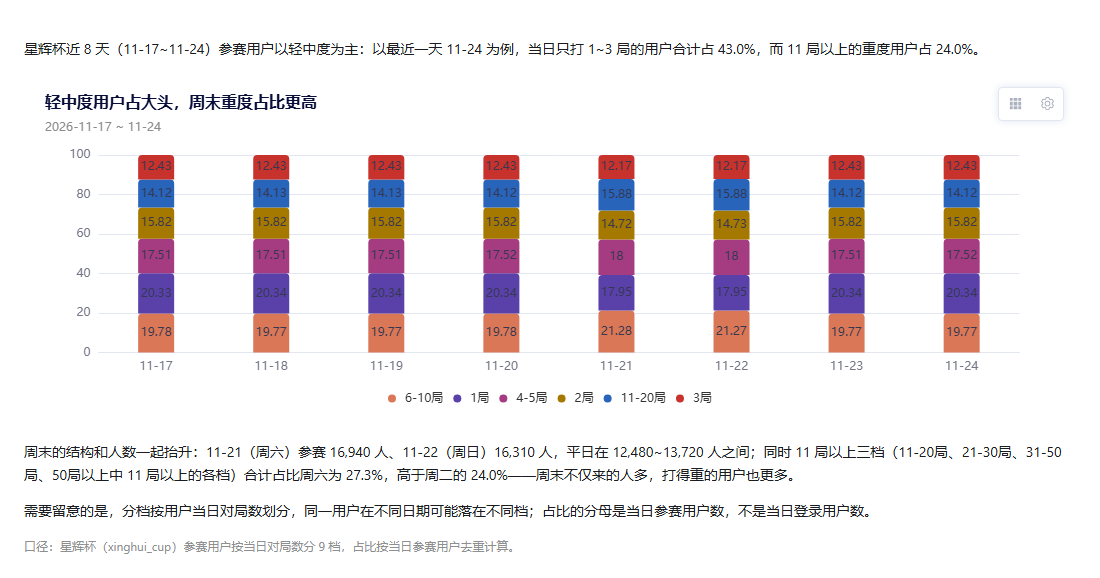 星辉杯近 8 天（11-17~11-24）参赛用户以轻中度为主：以最近一天 11-24 为例，当日只打 1~3 局的用户合计占 43.0%，而 11 局以上的重度用户占 24.0%。
轻中度用户占大头，周末重度占比更高
2026-11-17 ~ 11-24
100
12.43 12.43 12.43 12.43 12.17 12.17 12.43 12.43
80
14.12 14.13 14.13 14.12 15.88 15.88 14.12 14.12
15.82 15.82 15.82 15.82 14.72 14.73 15.82 15.82
60
17.51 17.51 17.51 17.52 18 18 17.51 17.52
40
20.33 20.34 20.34 20.34 17.95 17.95 20.34 20.34
20
19.78 19.77 19.77 19.78 21.28 21.27 19.77 19.77
0
11-17 11-18 11-19 11-20 11-21 11-22 11-23 11-24
6-10局 1局 4-5局 2局 11-20局 3局
周末的结构和人数一起抬升：11-21（周六）参赛 16,940 人、11-22（周日）16,310 人，平日在 12,480~13,720 人之间；同时 11 局以上三档（11-20局、21-30局、31-50
局、50局以上中 11 局以上的各档）合计占比周六为 27.3%，高于周二的 24.0%——周末不仅来的人多，打得重的用户也更多。
需要留意的是，分档按用户当日对局数划分，同一用户在不同日期可能落在不同档；占比的分母是当日参赛用户数，不是当日登录用户数。
口径：星辉杯（xinghui_cup）参赛用户按当日对局数分 9 档，占比按当日参赛用户去重计算。